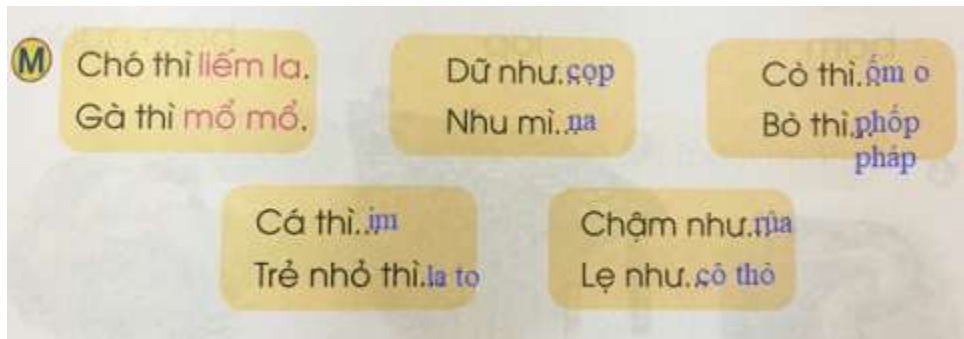 M
Chó thì liếm la.
Gà thì mổ mổ.
Dữ như...cọp
Nhu mì...na
Cò thì...ốm o
Bò thì...phốp
pháp
Cá thì...im
Trẻ nhỏ thì...la to
Chậm như...rùa
Lẹ như...cô thỏ